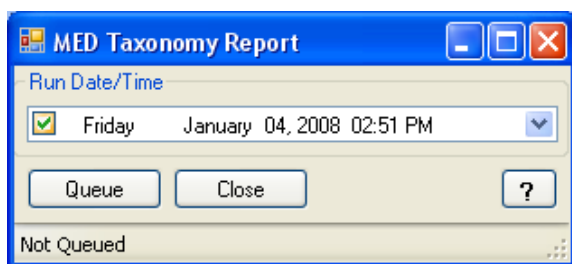 MED Taxonomy Report
Run Date/Time
Friday January 04, 2008 02:51 PM
Queue Close ?
Not Queued